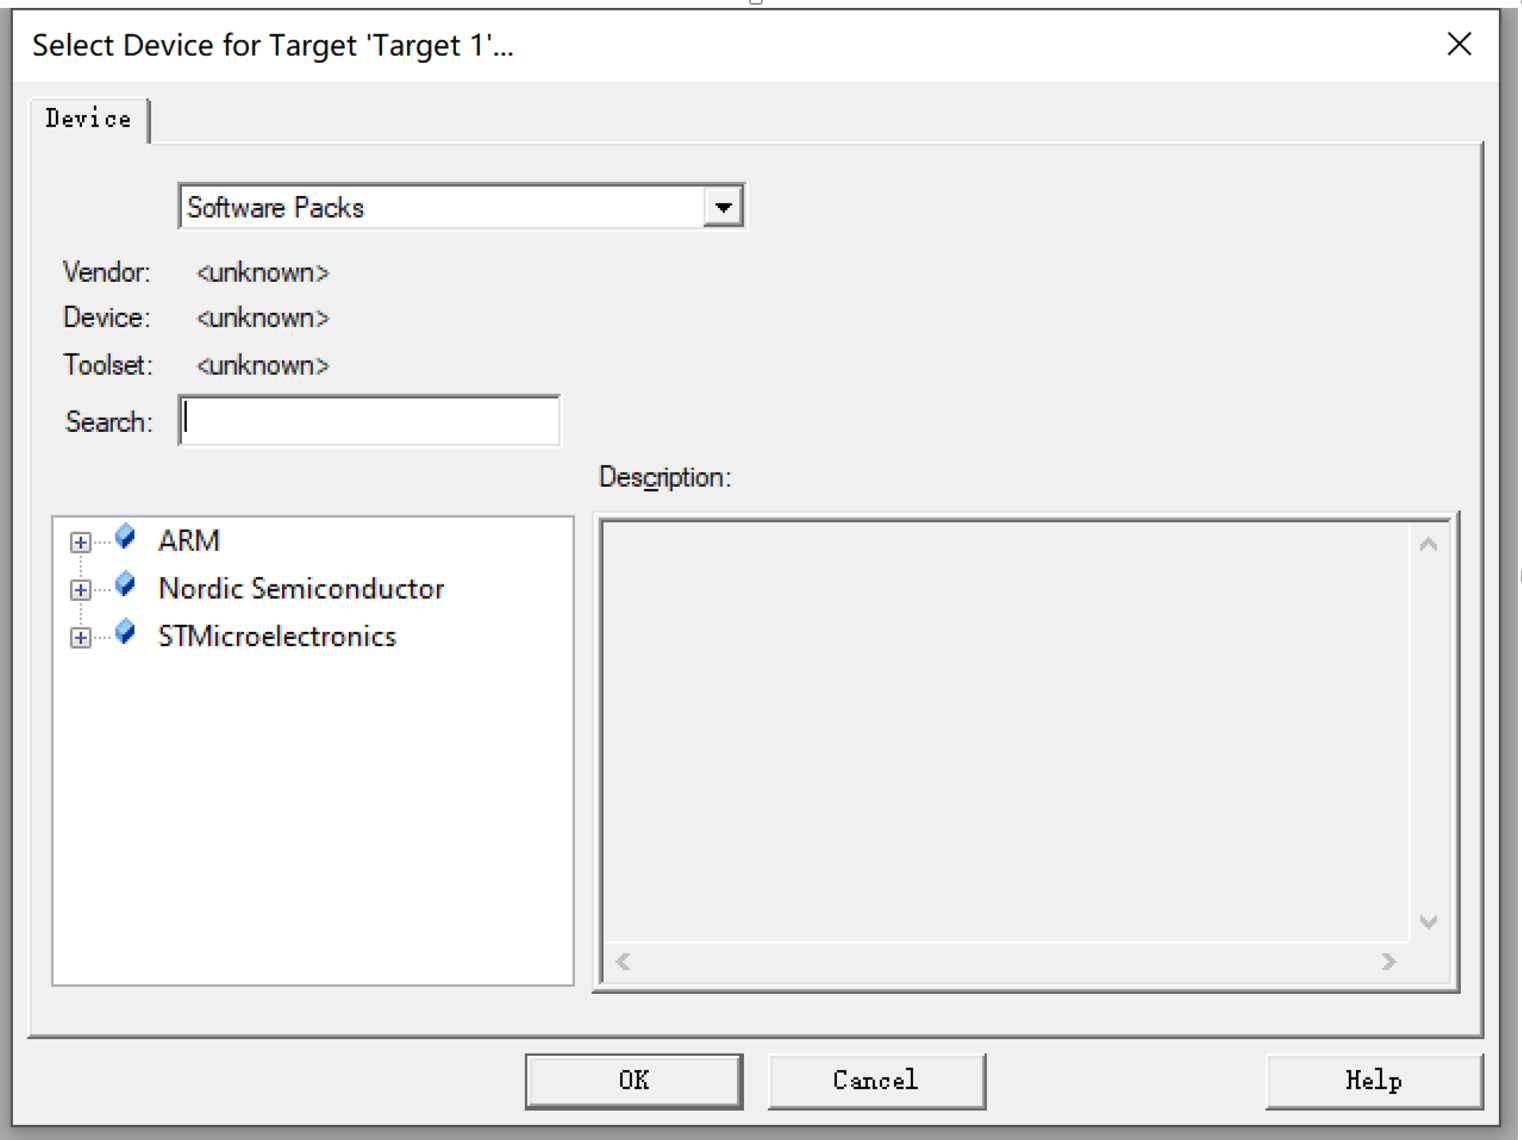 Select Device for Target 'Target 1'...
Device
Software Packs
Vendor: <unknown>
Device: <unknown>
Toolset: <unknown>
Search:
Description:
ARM
Nordic Semiconductor
STMicroelectronics
OK Cancel Help